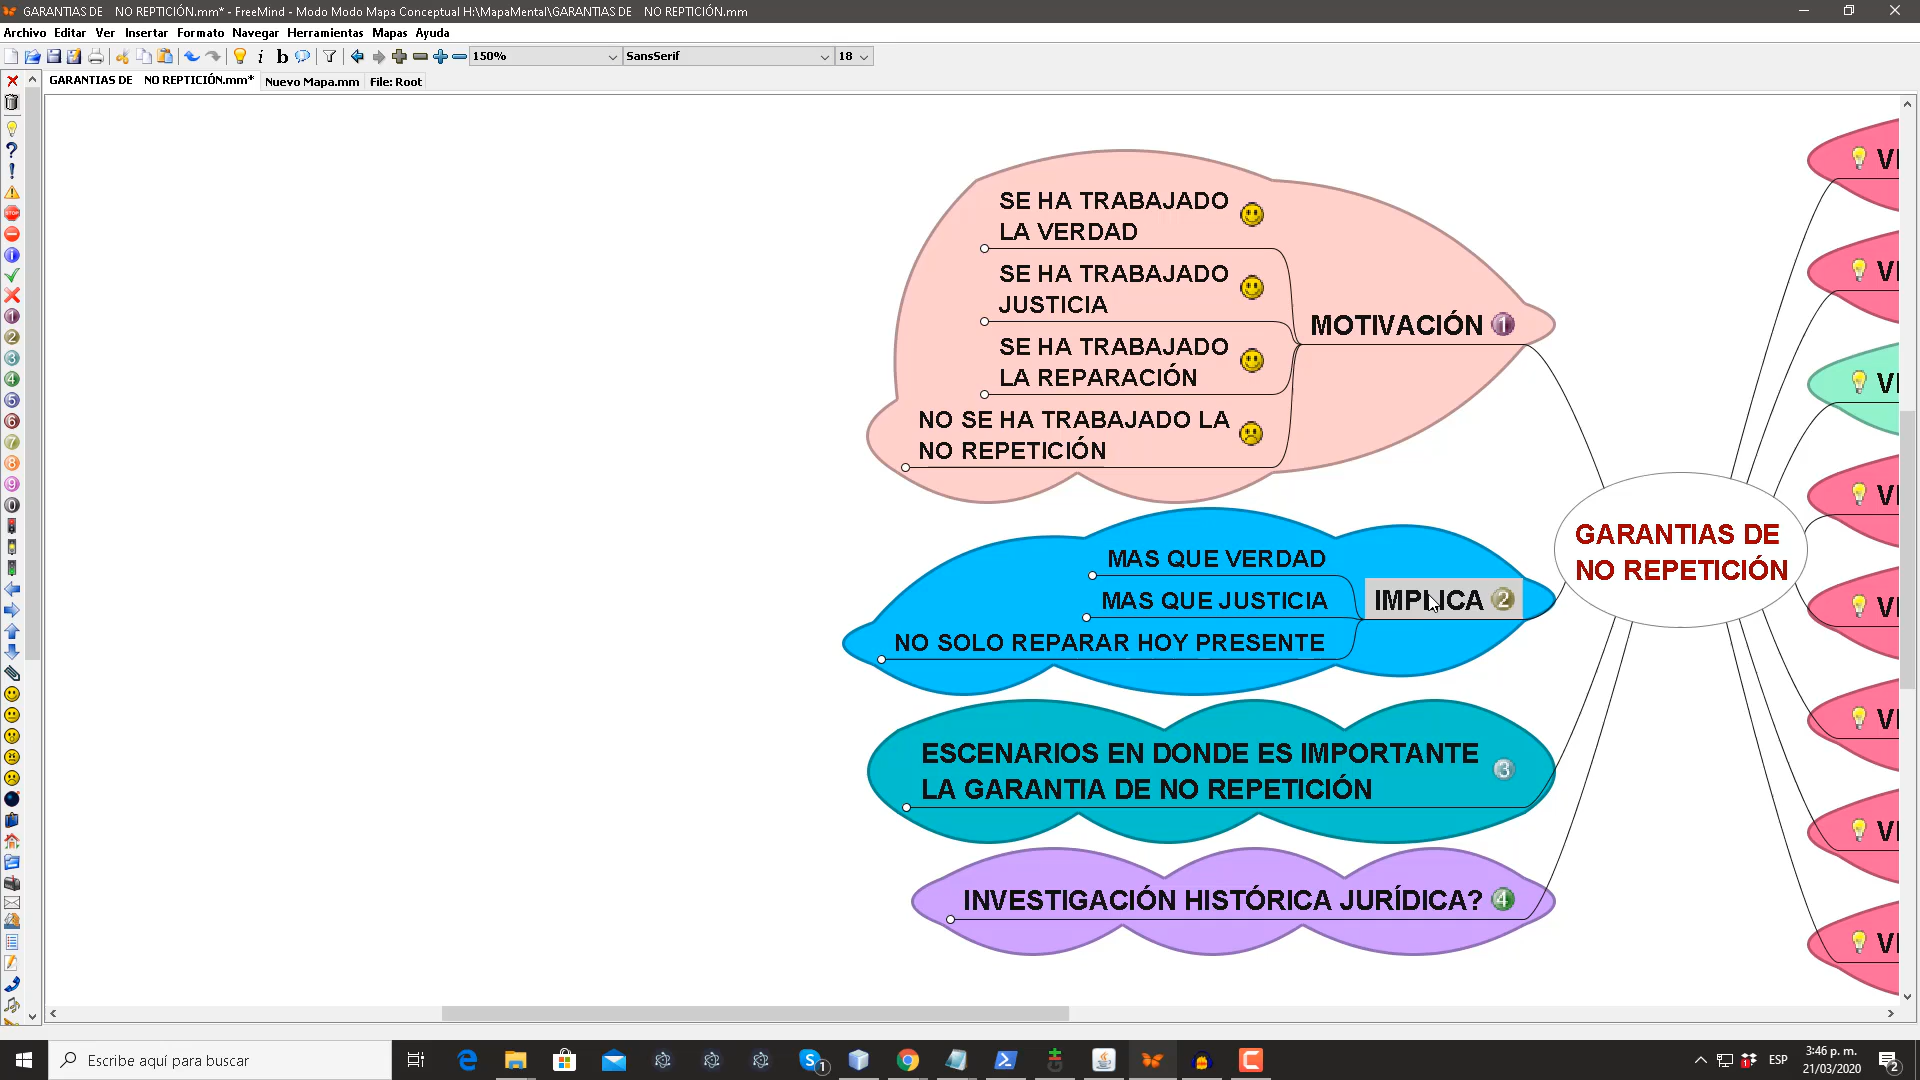 GARANTIAS DE NO REPTICIÓN.mm* - FreeMind - Modo Modo Mapa Conceptual H:\MapaMental\GARANTIAS DE NO REPTICIÓN.mm
Archivo Editar Ver Insertar Formato Navegar Herramientas Mapas Ayuda
150% SansSerif 18
GARANTIAS DE NO REPTICIÓN.mm* Nuevo Mapa.mm File: Root
SE HA TRABAJADO
LA VERDAD
SE HA TRABAJADO
JUSTICIA
SE HA TRABAJADO
LA REPARACIÓN
NO SE HA TRABAJADO LA
NO REPETICIÓN
MOTIVACIÓN 1
MAS QUE VERDAD
MAS QUE JUSTICIA
NO SOLO REPARAR HOY PRESENTE
IMPLICA 2
ESCENARIOS EN DONDE ES IMPORTANTE
LA GARANTIA DE NO REPETICIÓN
3
INVESTIGACIÓN HISTÓRICA JURÍDICA? 4
GARANTIAS DE
NO REPETICIÓN
Escribe aquí para buscar
ESP
3:46 p. m.
21/03/2020